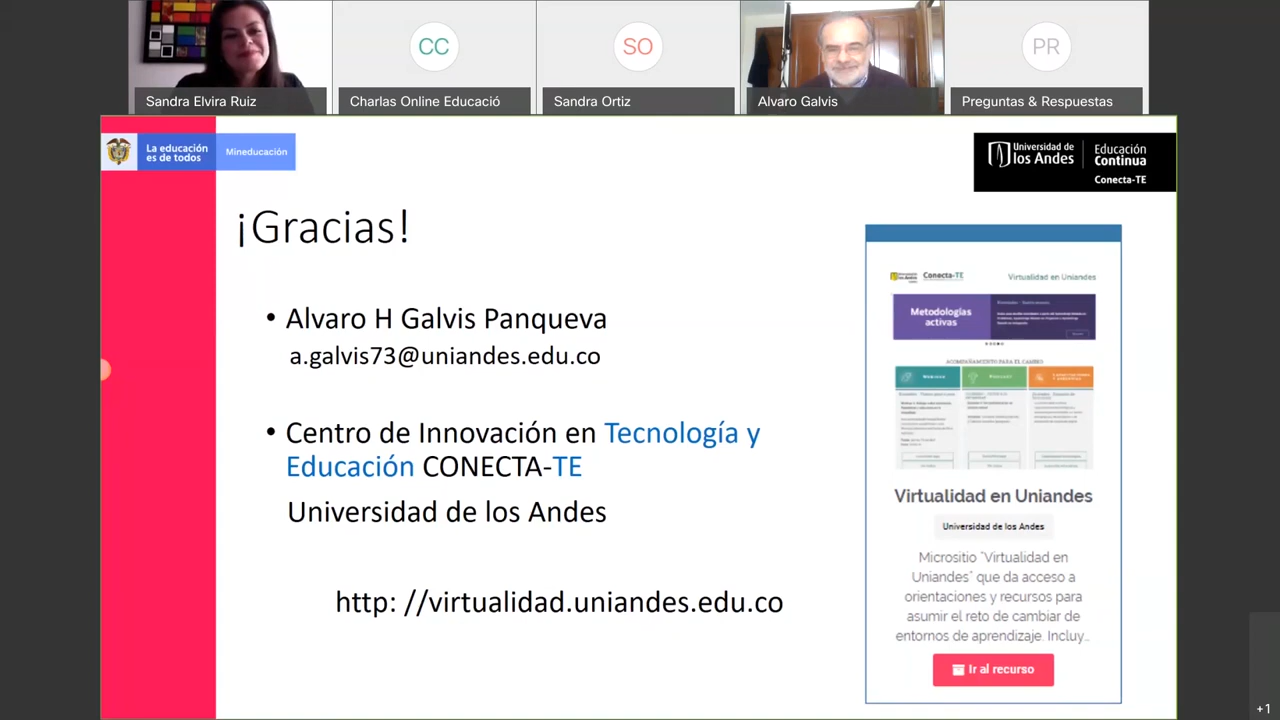 CC
SO
PR
Sandra Elvira Ruiz
Charlas Online Educació
Sandra Ortiz
Alvaro Galvis
Preguntas & Respuestas
La educación
es de todos
Mineducación
Universidad de
los Andes
Educación
Continua
Conecta-TE
¡Gracias!
• Alvaro H Galvis Panqueva
a.galvis73@uniandes.edu.co
• Centro de Innovación en Tecnología y
Educación CONECTA-TE
Universidad de los Andes
http: //virtualidad.uniandes.edu.co
Conecta-TE
Virtualidad en Uniandes
Metodologías
activas
ACOMPAÑAMIENTO PARA EL CAMBIO
Virtualidad en Uniandes
Universidad de los Andes
Micrositio "Virtualidad en
Uniandes" que da acceso a
orientaciones y recursos para
asumir el reto de cambiar de
entornos de aprendizaje. Incluy...
Ir al recurso
+1